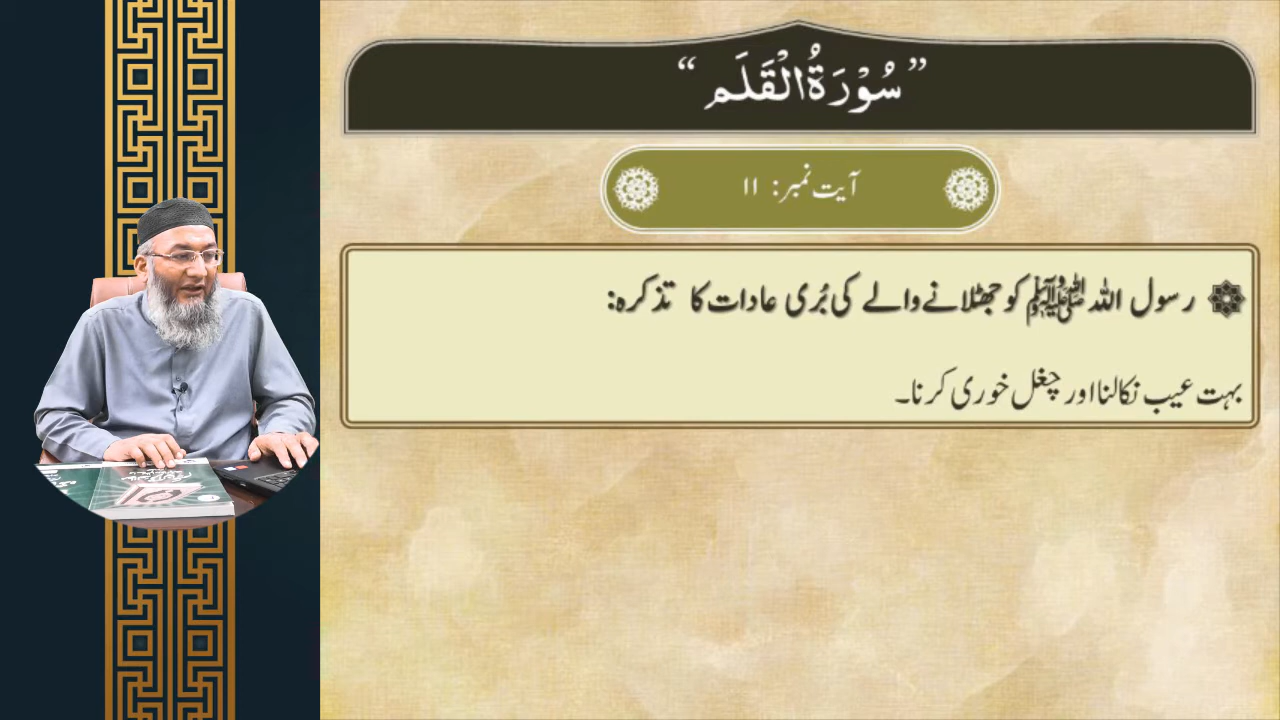 ”سُوْرَۃُالْقَلَم“
آیت نمبر: ۱۱
رسول اللہ ﷺ کو جھٹلانے والے کی بُری عادات کا تذکرہ:
بہت عیب نکالنا اور چغل خوری کرنا۔